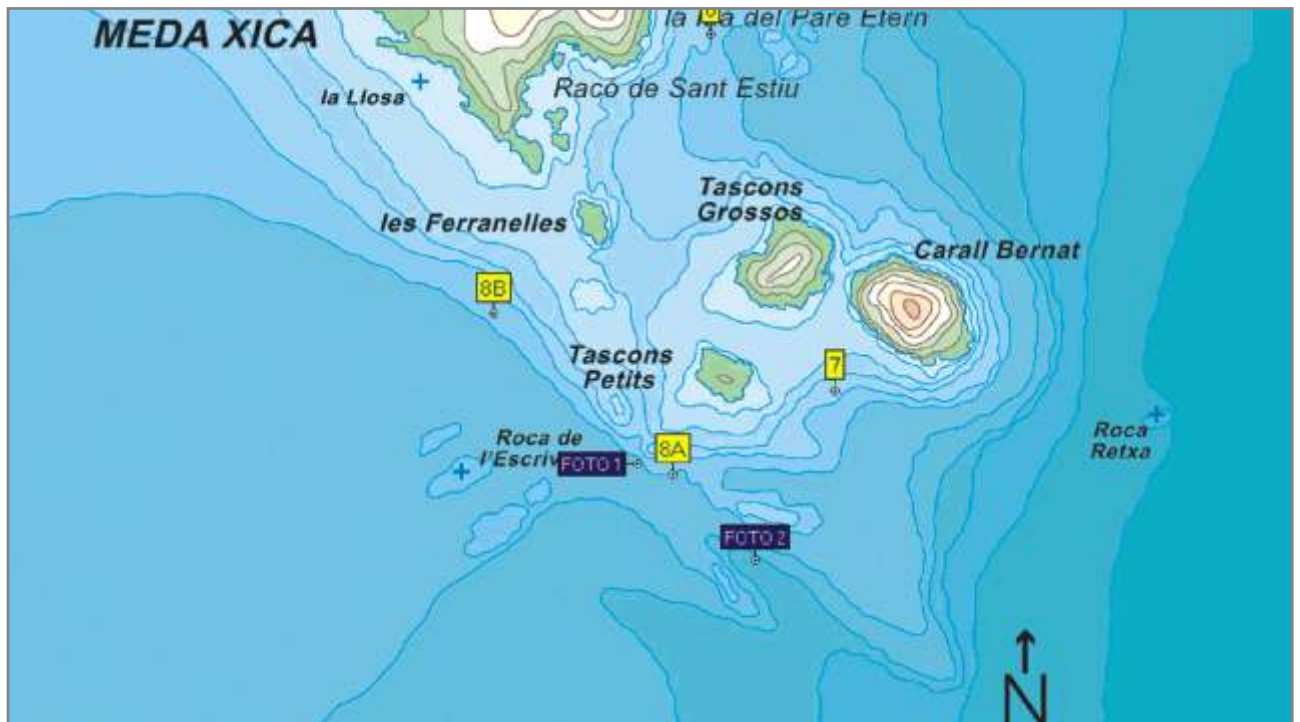 la Illa del Pare Etern
MEDA XICA
la Llosa
Racó de Sant Estiu
Tascons
Grossos
les Ferranelles
Carall Bernat
8B
Tascons
Petits
7
Roca
Retxa
Roca de
8A
FOTO 1
FOTO 2
N